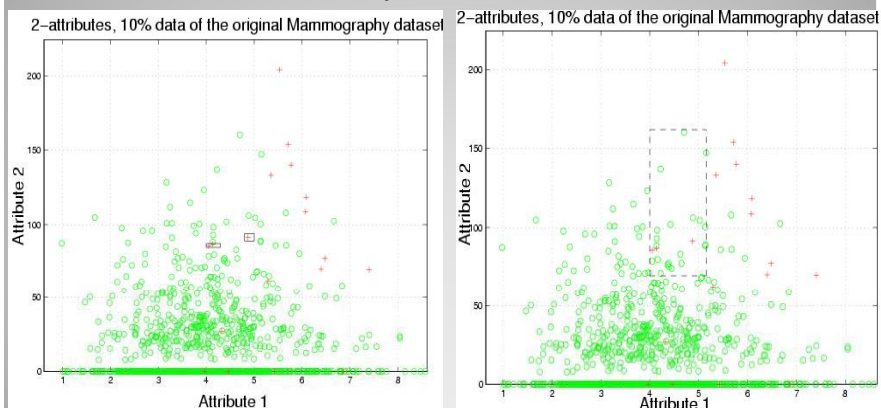 2-attributes, 10% data of the original Mammography dataset
200
150
100
50
0
1 2 3 4 5 6 7 8
Attribute 2
Attribute 1
2-attributes, 10% data of the original Mammography dataset
200
150
100
50
0
1 2 3 4 5 6 7 8
Attribute 2
Attribute 1